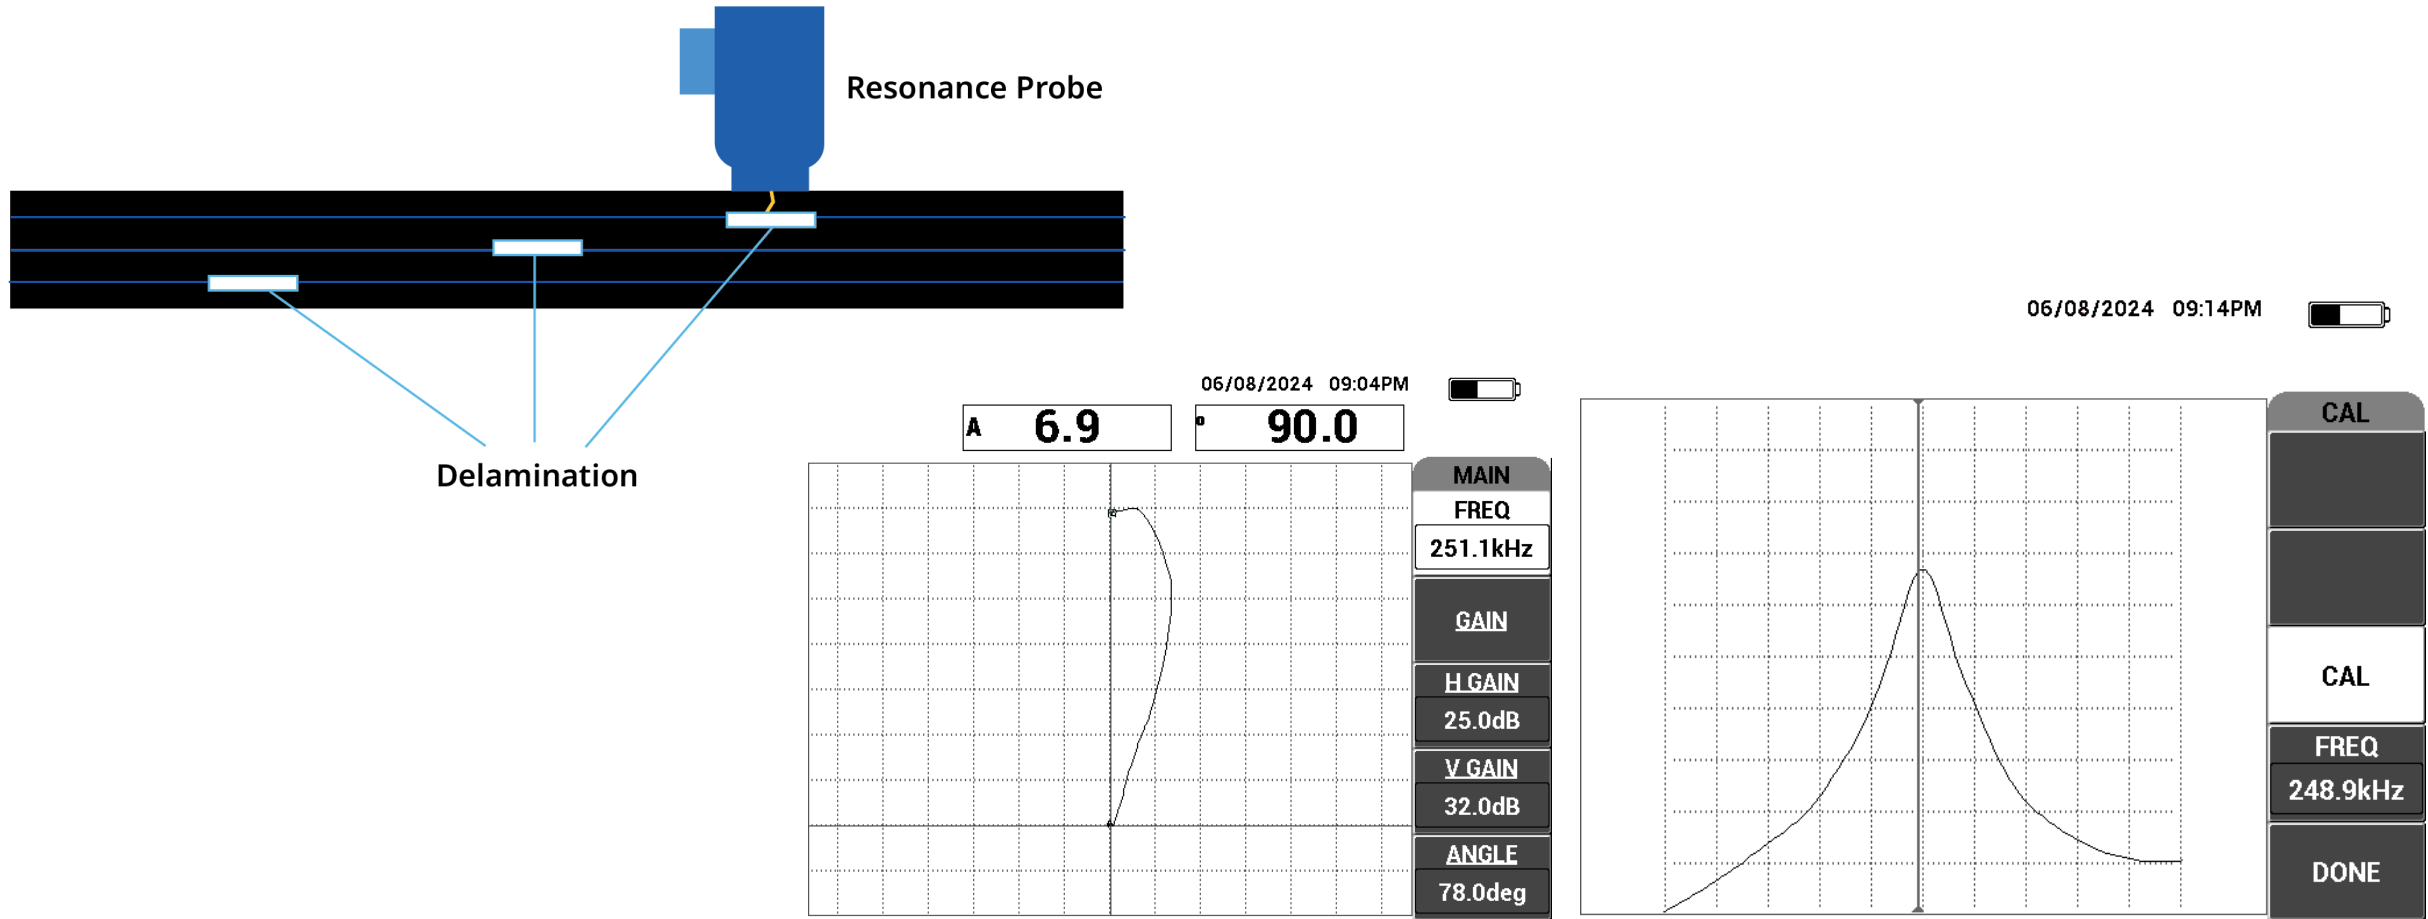 Resonance Probe
Delamination
06/08/2024 09:04PM
A 6.9
° 90.0
MAIN
FREQ
251.1kHz
GAIN
H GAIN
25.0dB
V GAIN
32.0dB
ANGLE
78.0deg
06/08/2024 09:14PM
CAL
CAL
FREQ
248.9kHz
DONE